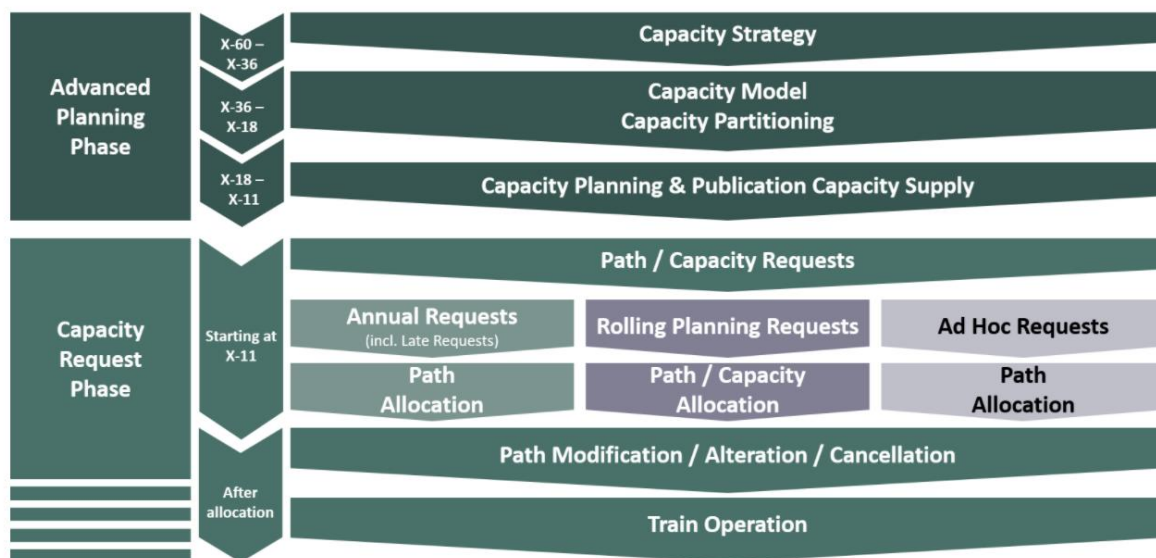 Advanced
Planning
Phase
X-60 –
X-36
Capacity Strategy
X-36 –
X-18
Capacity Model
Capacity Partitioning
X-18 –
X-11
Capacity Planning & Publication Capacity Supply
Capacity
Request
Phase
Starting at
X-11
Path / Capacity Requests
Annual Requests
(incl. Late Requests)
Rolling Planning Requests
Ad Hoc Requests
Path
Allocation
Path / Capacity
Allocation
Path
Allocation
After
allocation
Path Modification / Alteration / Cancellation
Train Operation